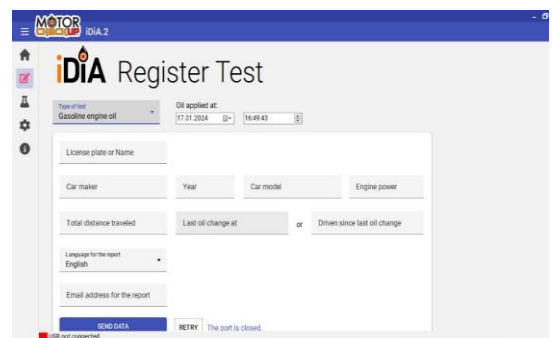 MOTOR
CHECKUP iDiA.2
iDiA Register Test
Type of test
Gasoline engine oil
Oil applied at:
17.01.2024 16:49:43
License plate or Name
Car maker Year Car model Engine power
Total distance traveled Last oil change at or Driven since last oil change
Language for the report
English
Email address for the report
SEND DATA RETRY The port is closed.
USB not connected